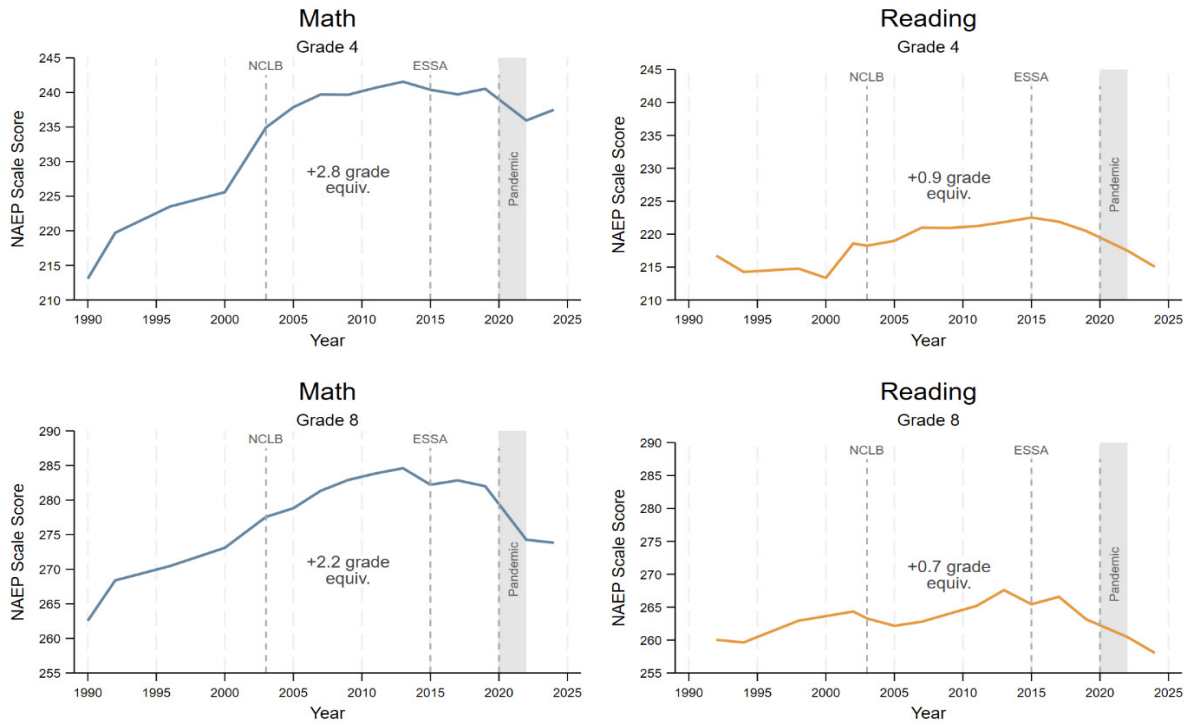 Math
Grade 4
NAEP Scale Score
245
240
235
230
225
220
215
210
NCLB
ESSA
+2.8 grade
equiv.
Pandemic
1990
1995
2000
2005
2010
2015
2020
2025
Year
Reading
Grade 4
NAEP Scale Score
245
240
235
230
225
220
215
210
NCLB
ESSA
+0.9 grade
equiv.
Pandemic
1990
1995
2000
2005
2010
2015
2020
2025
Year
Math
Grade 8
NAEP Scale Score
290
285
280
275
270
265
260
255
NCLB
ESSA
+2.2 grade
equiv.
Pandemic
1990
1995
2000
2005
2010
2015
2020
2025
Year
Reading
Grade 8
NAEP Scale Score
290
285
280
275
270
265
260
255
NCLB
ESSA
+0.7 grade
equiv.
Pandemic
1990
1995
2000
2005
2010
2015
2020
2025
Year